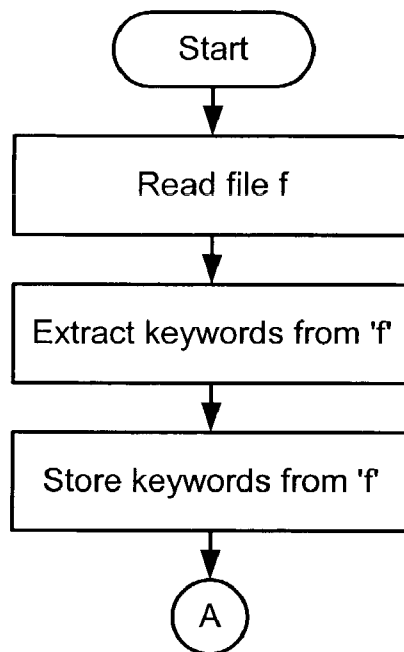 Start
Read file f
Extract keywords from 'f'
Store keywords from 'f'
A